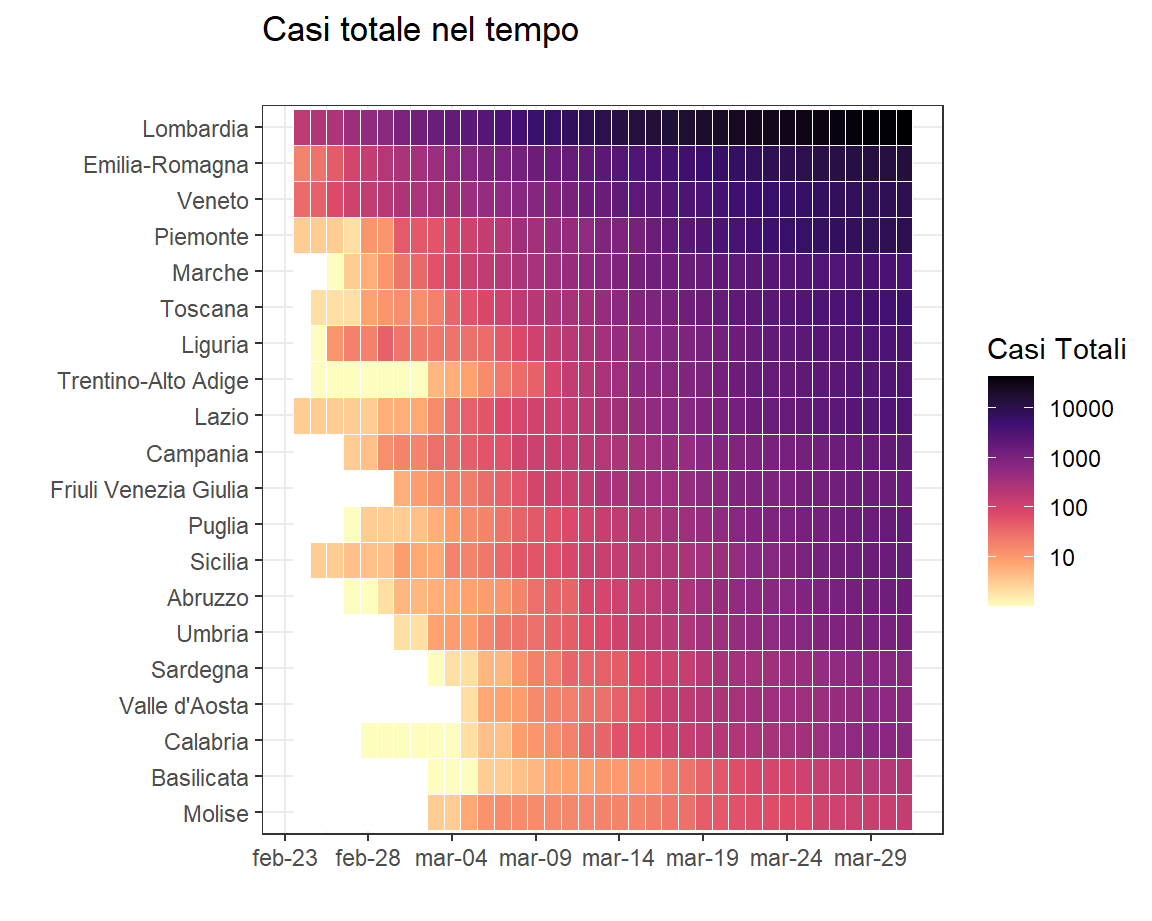 Casi totale nel tempo
Lombardia
Emilia-Romagna
Veneto
Piemonte
Marche
Toscana
Liguria
Trentino-Alto Adige
Lazio
Campania
Friuli Venezia Giulia
Puglia
Sicilia
Abruzzo
Umbria
Sardegna
Valle d'Aosta
Calabria
Basilicata
Molise
feb-23 feb-28 mar-04 mar-09 mar-14 mar-19 mar-24 mar-29
Casi Totali
10000
1000
100
10